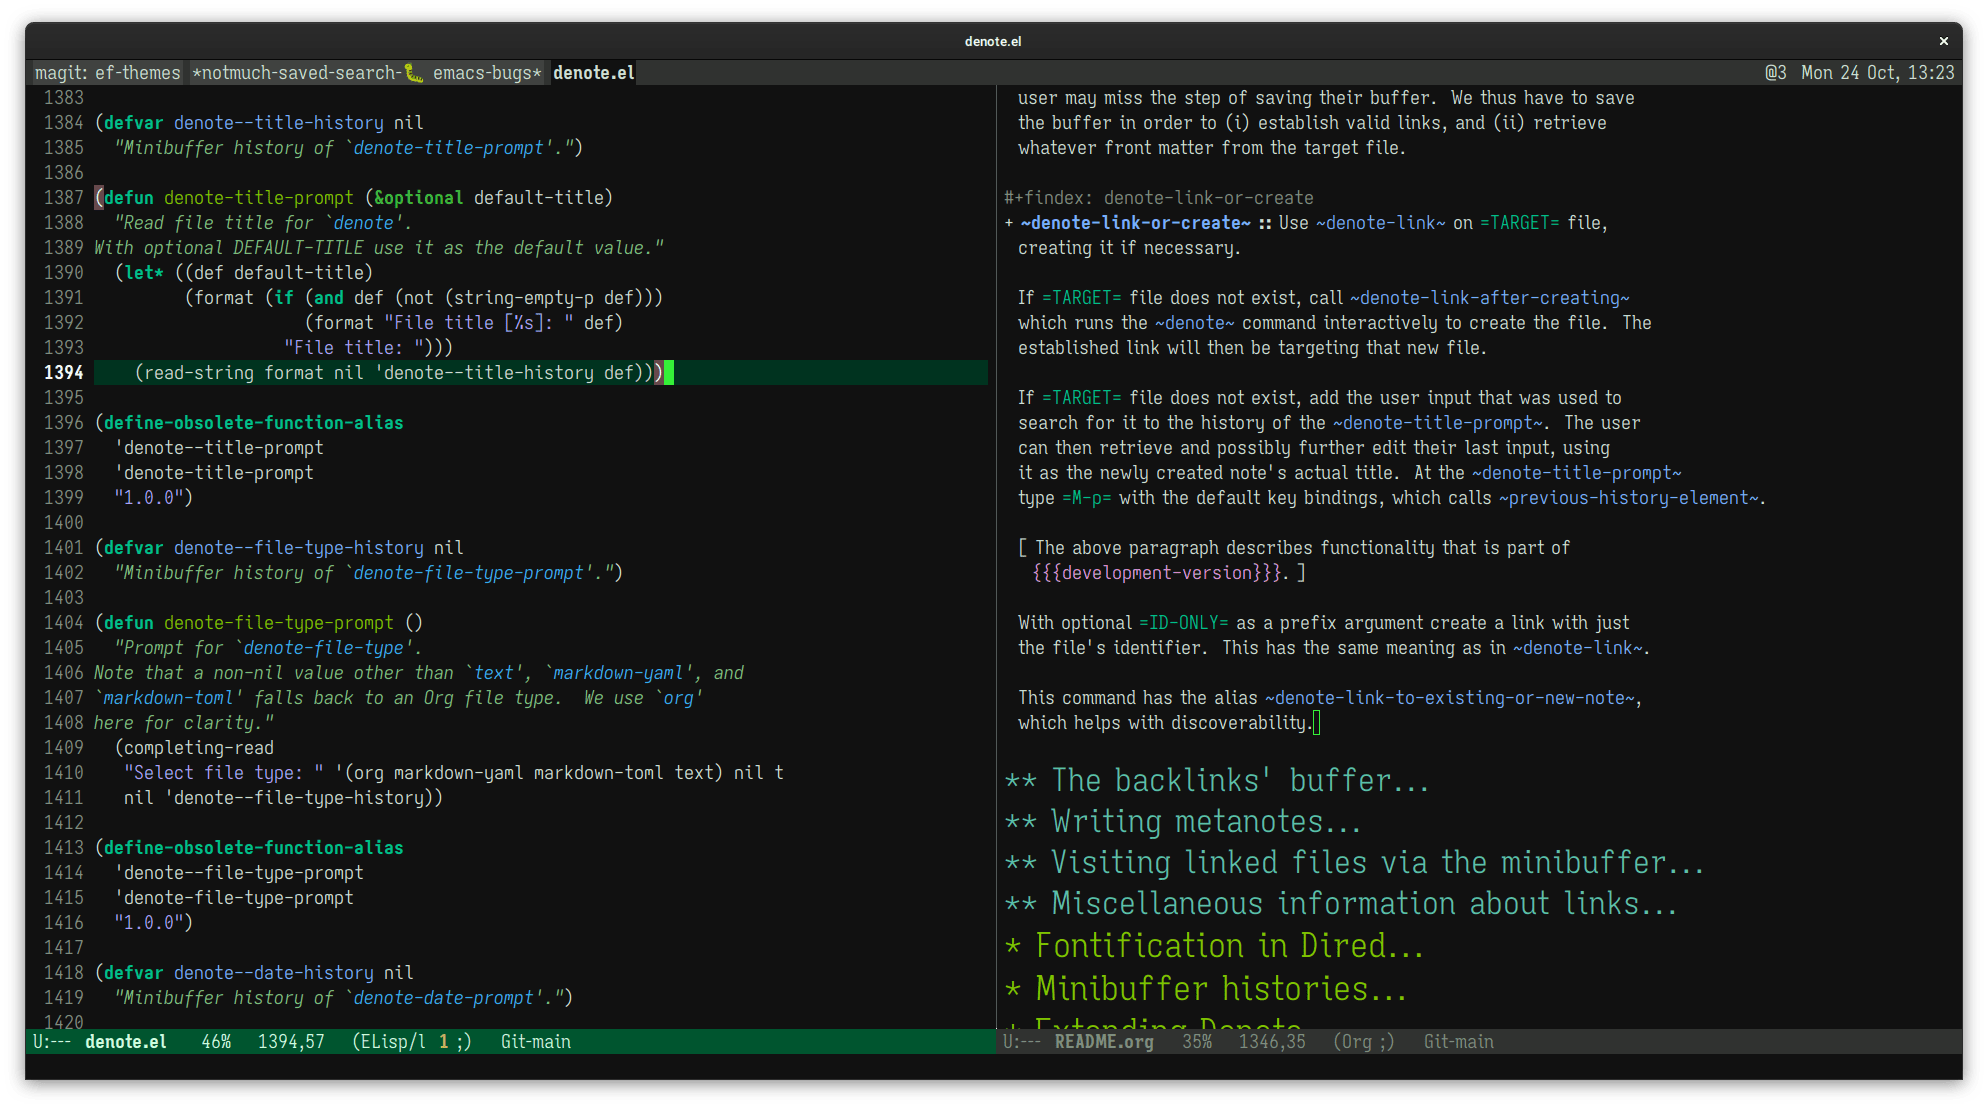 denote.el
×
magit: ef-themes *notmuch-saved-search-🐛 emacs-bugs* denote.el
@3 Mon 24 Oct, 13:23
1383
1384 (defvar denote--title-history nil
1385   "Minibuffer history of `denote-title-prompt'.")
1386
1387 (defun denote-title-prompt (&optional default-title)
1388   "Read file title for `denote'.
1389 With optional DEFAULT-TITLE use it as the default value."
1390   (let* ((def default-title)
1391          (format (if (and def (not (string-empty-p def)))
1392                      (format "File title [%s]: " def)
1393                    "File title: ")))
1394     (read-string format nil 'denote--title-history def)))
1395
1396 (define-obsolete-function-alias
1397   'denote--title-prompt
1398   'denote-title-prompt
1399   "1.0.0")
1400
1401 (defvar denote--file-type-history nil
1402   "Minibuffer history of `denote-file-type-prompt'.")
1403
1404 (defun denote-file-type-prompt ()
1405   "Prompt for `denote-file-type'.
1406 Note that a non-nil value other than `text', `markdown-yaml', and
1407 `markdown-toml' falls back to an Org file type.  We use `org'
1408 here for clarity."
1409   (completing-read
1410    "Select file type: " '(org markdown-yaml markdown-toml text) nil t
1411    nil 'denote--file-type-history))
1412
1413 (define-obsolete-function-alias
1414   'denote--file-type-prompt
1415   'denote-file-type-prompt
1416   "1.0.0")
1417
1418 (defvar denote--date-history nil
1419   "Minibuffer history of `denote-date-prompt'.")
1420
U:--- denote.el 46% 1394,57 (ELisp/l 1 ;) Git-main
user may miss the step of saving their buffer.  We thus have to save
the buffer in order to (i) establish valid links, and (ii) retrieve
whatever front matter from the target file.
#+findex: denote-link-or-create
+ ~denote-link-or-create~ :: Use ~denote-link~ on =TARGET= file,
creating it if necessary.
If =TARGET= file does not exist, call ~denote-link-after-creating~
which runs the ~denote~ command interactively to create the file.  The
established link will then be targeting that new file.
If =TARGET= file does not exist, add the user input that was used to
search for it to the history of the ~denote-title-prompt~.  The user
can then retrieve and possibly further edit their last input, using
it as the newly created note's actual title.  At the ~denote-title-prompt~
type =M-p= with the default key bindings, which calls ~previous-history-element~.
[ The above paragraph describes functionality that is part of
{{{development-version}}}. ]
With optional =ID-ONLY= as a prefix argument create a link with just
the file's identifier.  This has the same meaning as in ~denote-link~.
This command has the alias ~denote-link-to-existing-or-new-note~,
which helps with discoverability.
** The backlinks' buffer...
** Writing metanotes...
** Visiting linked files via the minibuffer...
** Miscellaneous information about links...
* Fontification in Dired...
* Minibuffer histories...
* Extending Denote...
U:--- README.org 35% 1346,35 (Org ;) Git-main